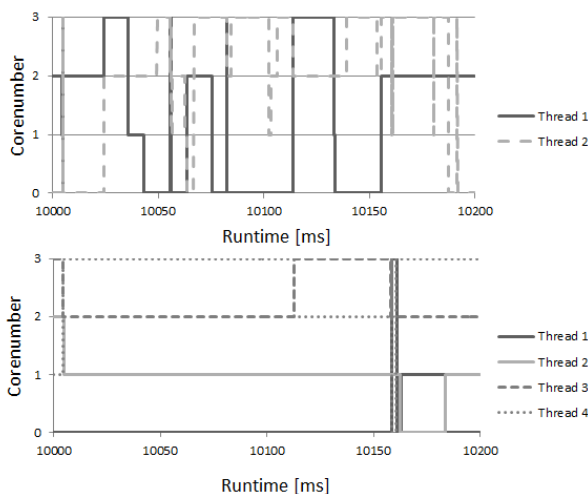 3
2
1
0
Corenumber
10000 10050 10100 10150 10200
Runtime [ms]
Thread 1
Thread 2
3
2
1
0
Corenumber
10000 10050 10100 10150 10200
Runtime [ms]
Thread 1
Thread 2
Thread 3
Thread 4